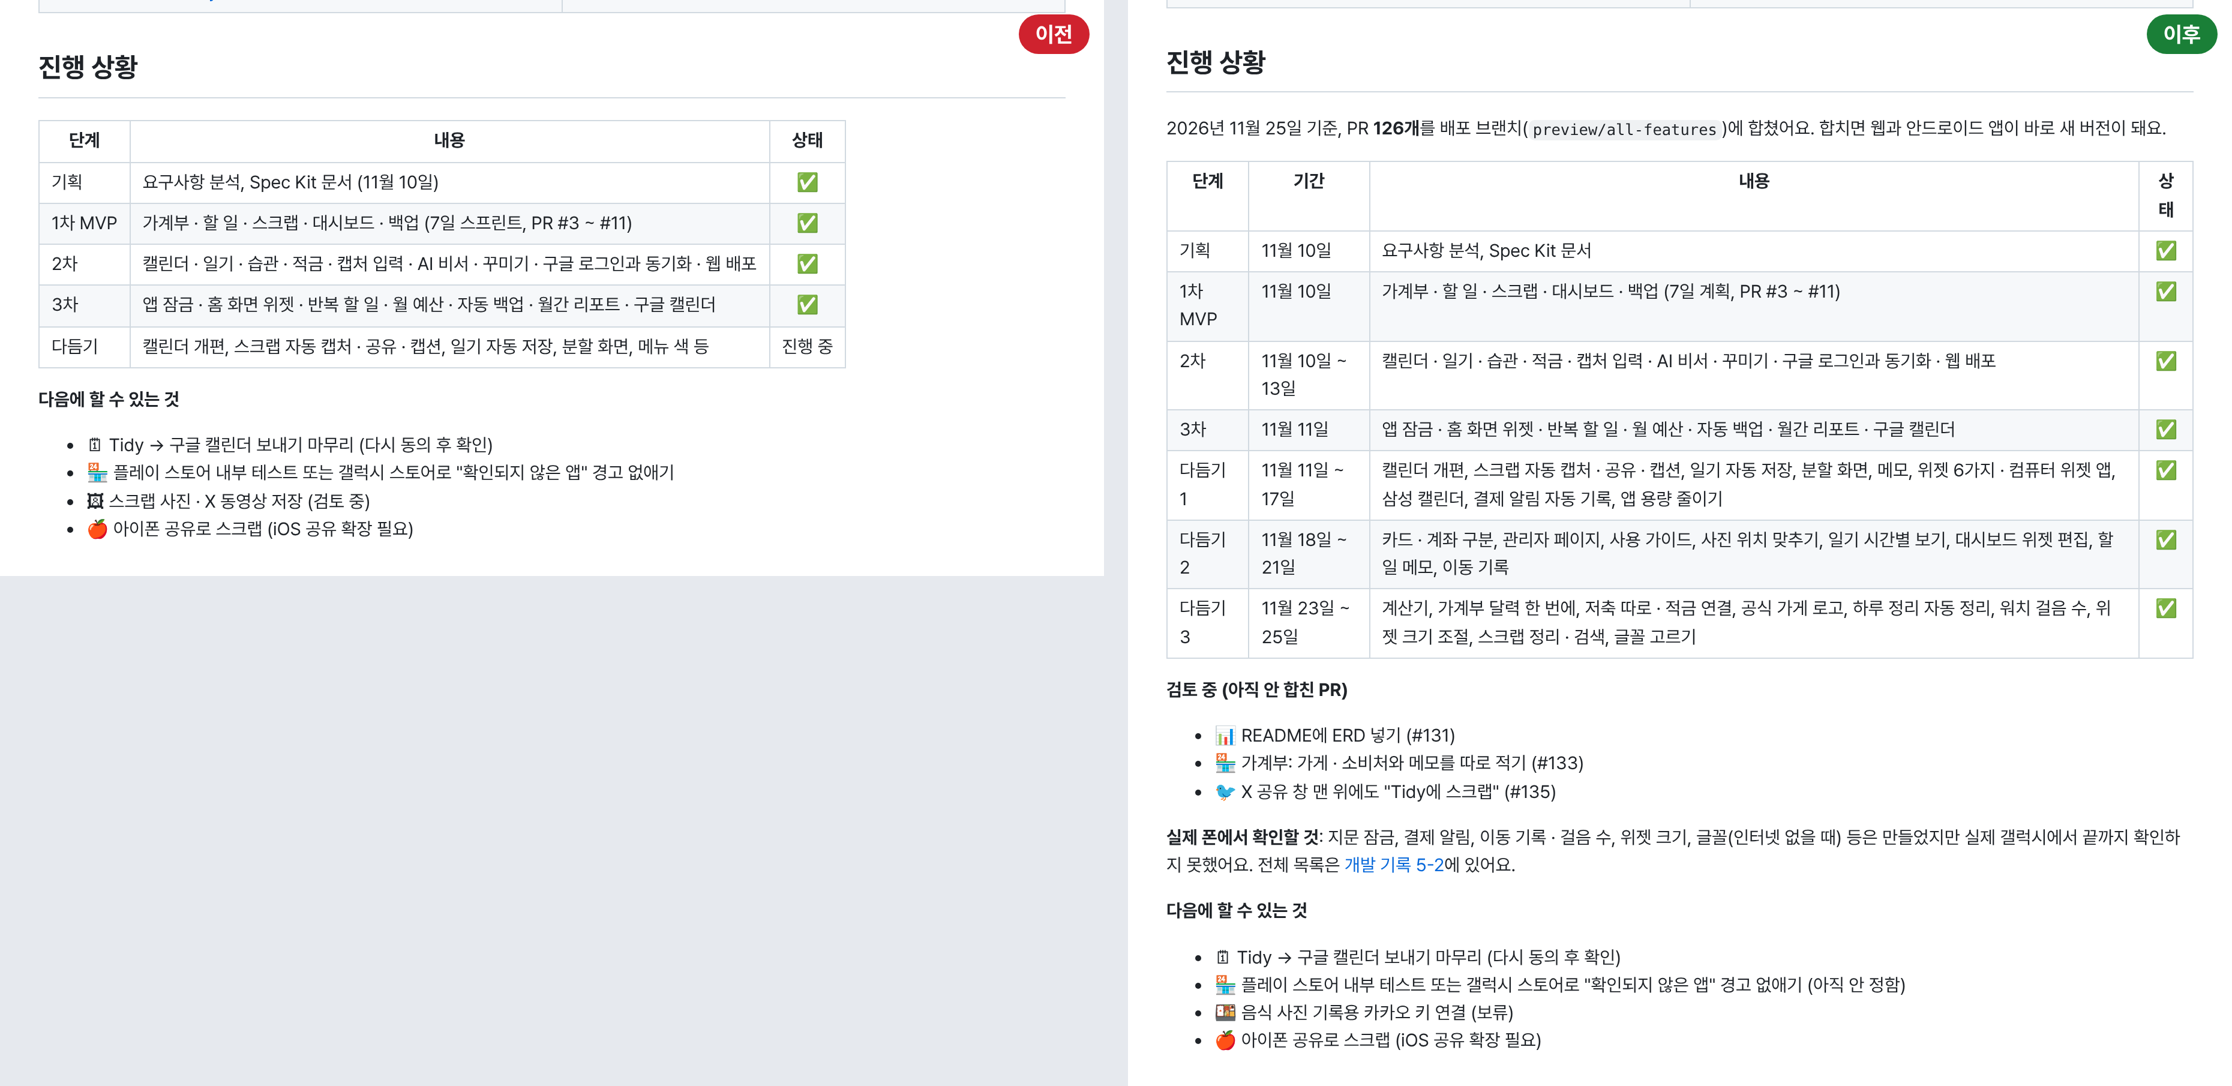 이전
진행 상황
단계 내용 상태
기획 요구사항 분석, Spec Kit 문서 (11월 10일) ✅
1차 MVP 가계부 · 할 일 · 스크랩 · 대시보드 · 백업 (7일 스프린트, PR #3 ~ #11) ✅
2차 캘린더 · 일기 · 습관 · 적금 · 캡처 입력 · AI 비서 · 꾸미기 · 구글 로그인과 동기화 · 웹 배포 ✅
3차 앱 잠금 · 홈 화면 위젯 · 반복 할 일 · 월 예산 · 자동 백업 · 월간 리포트 · 구글 캘린더 ✅
다듬기 캘린더 개편, 스크랩 자동 캡처 · 공유 · 캡션, 일기 자동 저장, 분할 화면, 메뉴 색 등 진행 중
다음에 할 수 있는 것
• 🗓 Tidy → 구글 캘린더 보내기 마무리 (다시 동의 후 확인)
• 🏪 플레이 스토어 내부 테스트 또는 갤럭시 스토어로 "확인되지 않은 앱" 경고 없애기
• 🖼 스크랩 사진 · X 동영상 저장 (검토 중)
• 🍎 아이폰 공유로 스크랩 (iOS 공유 확장 필요)
이후
진행 상황
2026년 11월 25일 기준, PR 126개를 배포 브랜치(preview/all-features)에 합쳤어요. 합치면 웹과 안드로이드 앱이 바로 새 버전이 돼요.
단계 기간 내용 상
태
기획 11월 10일 요구사항 분석, Spec Kit 문서 ✅
1차 11월 10일 가계부 · 할 일 · 스크랩 · 대시보드 · 백업 (7일 계획, PR #3 ~ #11) ✅
MVP
2차 11월 10일 ~ 캘린더 · 일기 · 습관 · 적금 · 캡처 입력 · AI 비서 · 꾸미기 · 구글 로그인과 동기화 · 웹 배포 ✅
13일
3차 11월 11일 앱 잠금 · 홈 화면 위젯 · 반복 할 일 · 월 예산 · 자동 백업 · 월간 리포트 · 구글 캘린더 ✅
다듬기 11월 11일 ~ 캘린더 개편, 스크랩 자동 캡처 · 공유 · 캡션, 일기 자동 저장, 분할 화면, 메모, 위젯 6가지 · 컴퓨터 위젯 앱, ✅
1 17일 삼성 캘린더, 결제 알림 자동 기록, 앱 용량 줄이기
다듬기 11월 18일 ~ 카드 · 계좌 구분, 관리자 페이지, 사용 가이드, 사진 위치 맞추기, 일기 시간별 보기, 대시보드 위젯 편집, 할 ✅
2 21일 일 메모, 이동 기록
다듬기 11월 23일 ~ 계산기, 가계부 달력 한 번에, 저축 따로 · 적금 연결, 공식 가게 로고, 하루 정리 자동 정리, 워치 걸음 수, 위 ✅
3 25일 젯 크기 조절, 스크랩 정리 · 검색, 글꼴 고르기
검토 중 (아직 안 합친 PR)
• 📊 README에 ERD 넣기 (#131)
• 🏪 가계부: 가게 · 소비처와 메모를 따로 적기 (#133)
• 🐦 X 공유 창 맨 위에도 "Tidy에 스크랩" (#135)
실제 폰에서 확인할 것: 지문 잠금, 결제 알림, 이동 기록 · 걸음 수, 위젯 크기, 글꼴(인터넷 없을 때) 등은 만들었지만 실제 갤럭시에서 끝까지 확인하
지 못했어요. 전체 목록은 개발 기록 5-2에 있어요.
다음에 할 수 있는 것
• 🗓 Tidy → 구글 캘린더 보내기 마무리 (다시 동의 후 확인)
• 🏪 플레이 스토어 내부 테스트 또는 갤럭시 스토어로 "확인되지 않은 앱" 경고 없애기 (아직 안 정함)
• 🍱 음식 사진 기록용 카카오 키 연결 (보류)
• 🍎 아이폰 공유로 스크랩 (iOS 공유 확장 필요)